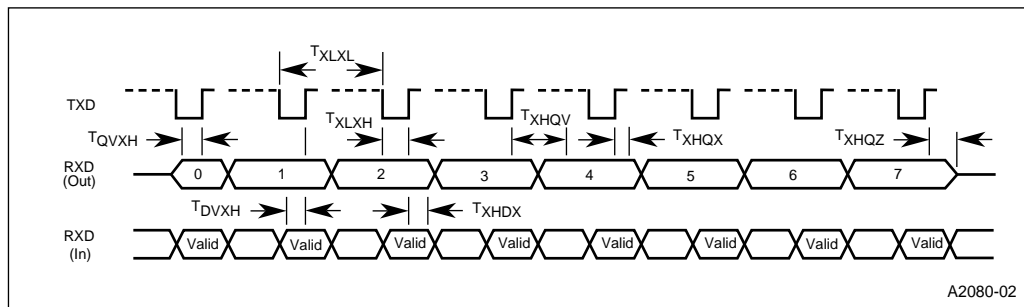 TXLXL
TXD
TQVXH
TXLXH
TXHQV
TXHQX
TXHQZ
RXD
(Out)
0 1 2 3 4 5 6 7
TDVXH
TXHDX
RXD
(In)
Valid Valid Valid Valid Valid Valid Valid Valid
A2080-02